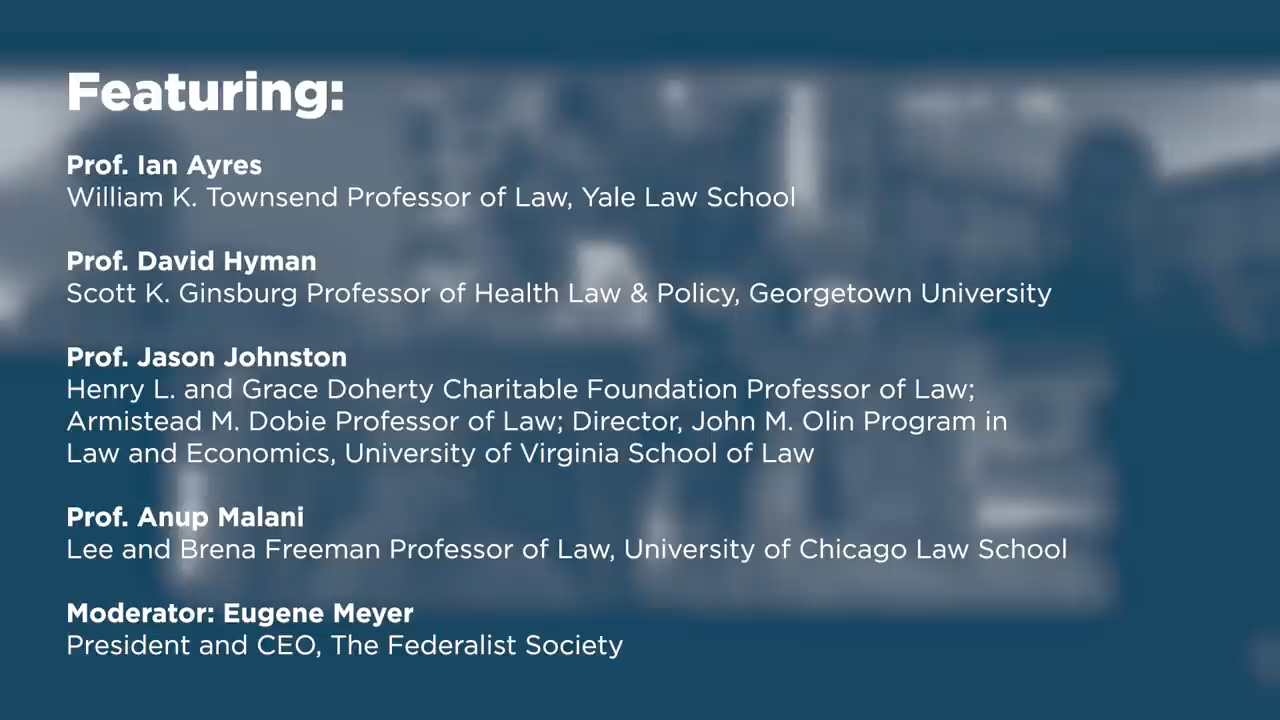 Featuring:
Prof. Ian Ayres
William K. Townsend Professor of Law, Yale Law School
Prof. David Hyman
Scott K. Ginsburg Professor of Health Law & Policy, Georgetown University
Prof. Jason Johnston
Henry L. and Grace Doherty Charitable Foundation Professor of Law;
Armistead M. Dobie Professor of Law; Director, John M. Olin Program in
Law and Economics, University of Virginia School of Law
Prof. Anup Malani
Lee and Brena Freeman Professor of Law, University of Chicago Law School
Moderator: Eugene Meyer
President and CEO, The Federalist Society